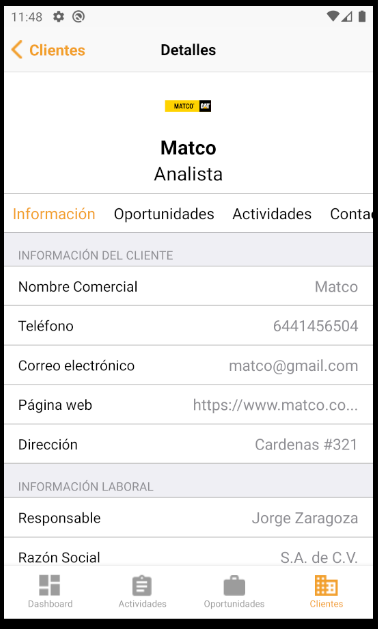 11:48
Clientes Detalles
MATCO CAT
Matco
Analista
Información Oportunidades Actividades Contac
INFORMACIÓN DEL CLIENTE
Nombre Comercial Matco
Teléfono 6441456504
Correo electrónico matco@gmail.com
Página web https://www.matco.co...
Dirección Cardenas #321
INFORMACIÓN LABORAL
Responsable Jorge Zaragoza
Razón Social S.A. de C.V.
Dashboard Actividades Oportunidades Clientes